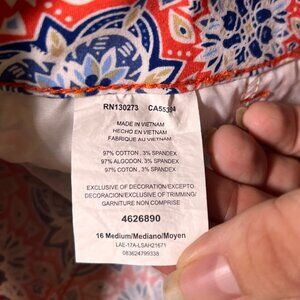 RN130273 CA55394
MADE IN VIETNAM
HECHO EN VIETNAM
FABRIQUE AU VIETNAM
97% COTTON , 3% SPANDEX
97% ALGODON, 3% SPANDEX
97% COTON , 3% SPANDEX
EXCLUSIVE OF DECORATION/EXCEPTO
DECORACION/EXCLUSIVE OF TRIMMING/
GARNITURE NON COMPRISE
4626890
16 Medium/Mediano/Moyen
LAE-17A-LSAH21671
083624799338